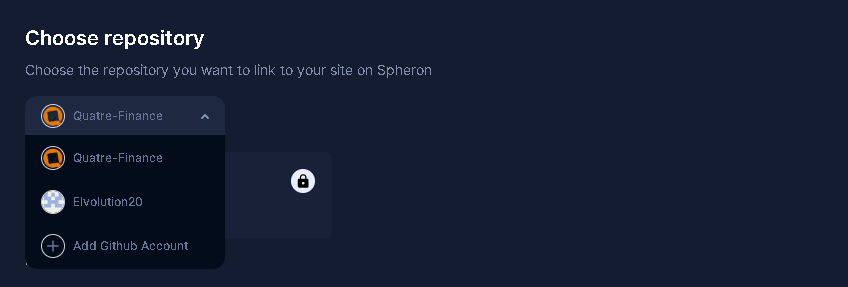 Choose repository
Choose the repository you want to link to your site on Spheron
Quatre-Finance
Quatre-Finance
Elvolution20
Add Github Account